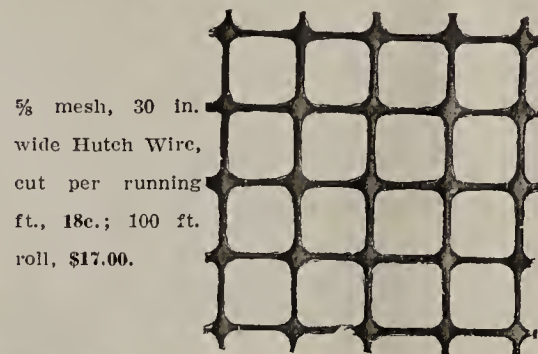 ⅝ mesh, 30 in.
wide Hutch Wire,
cut per running
ft., 18c.; 100 ft.
roll, $17.00.